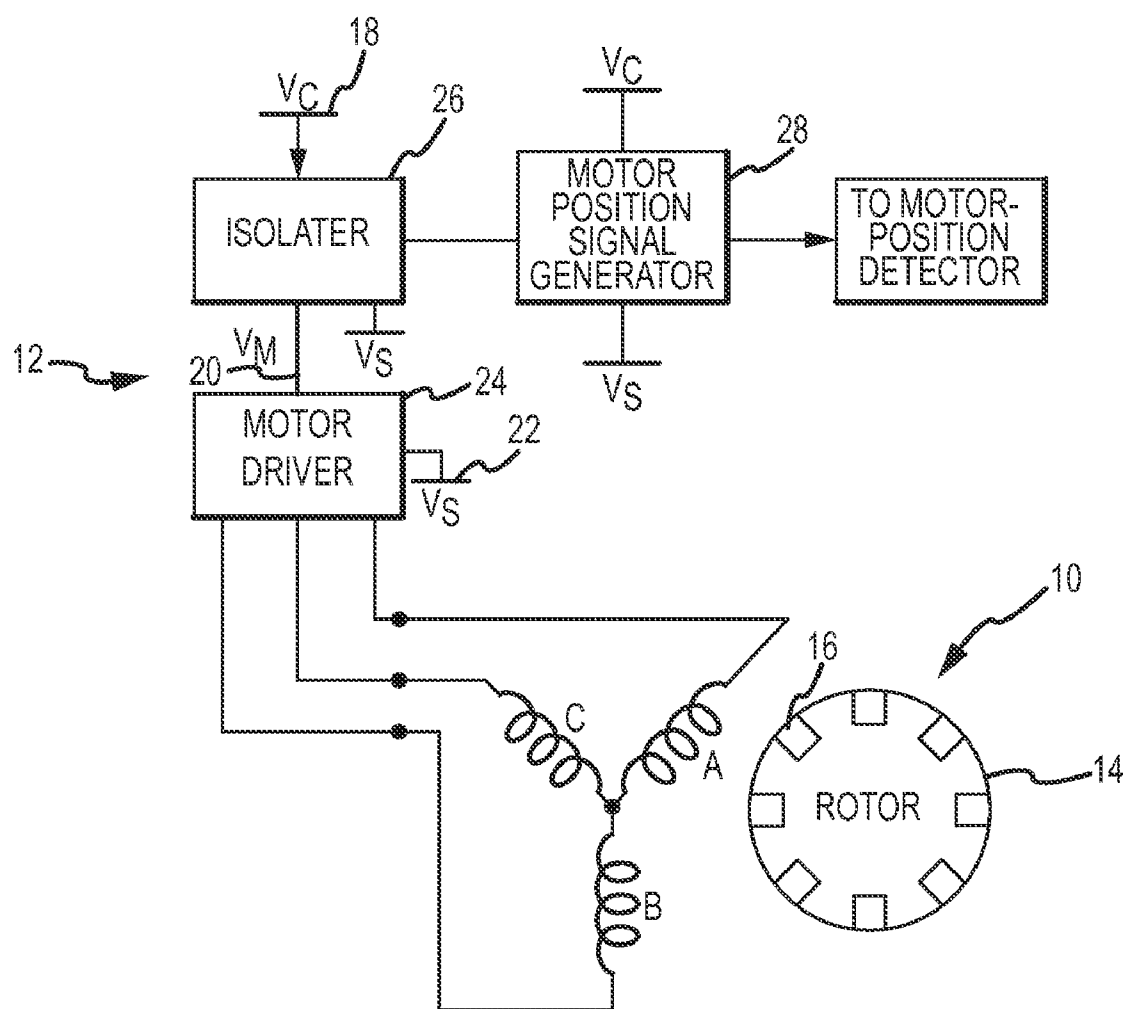 18
VC
26
VC
28
ISOLATER
MOTOR
POSITION
SIGNAL
GENERATOR
TO MOTOR-
POSITION
DETECTOR
VM
VS
12
20
24
VS
MOTOR
DRIVER
22
VS
10
16
C
A
14
ROTOR
B